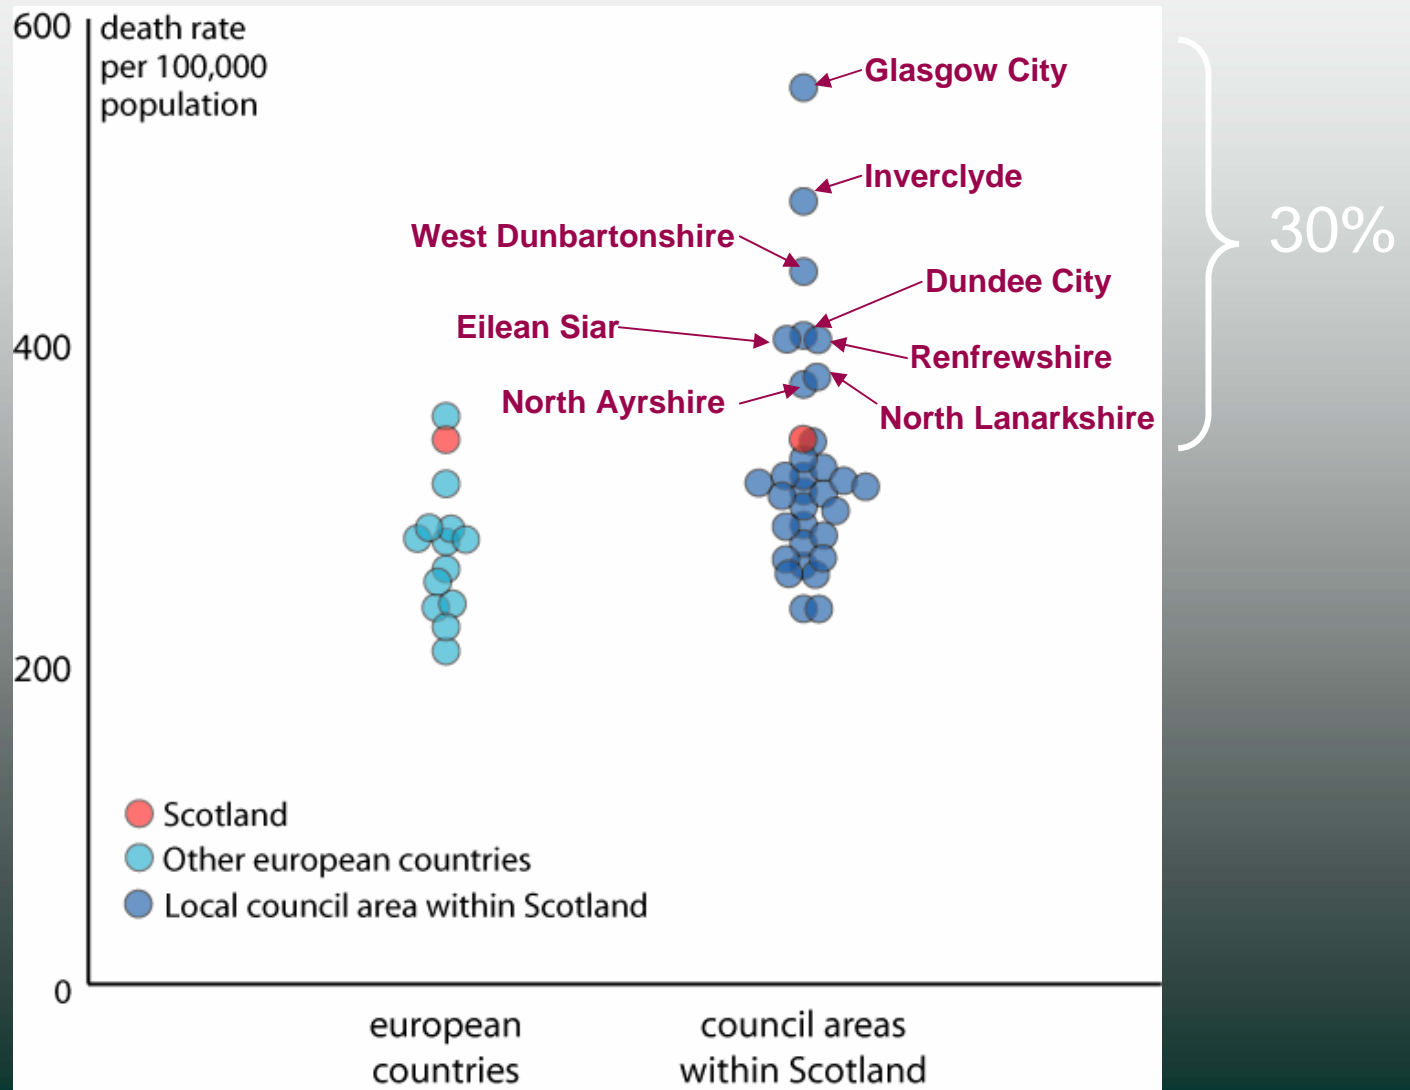 600
death rate
per 100,000
population
Glasgow City
Inverclyde
30%
West Dunbartonshire
Dundee City
Eilean Siar
400
Renfrewshire
North Ayrshire
North Lanarkshire
200
Scotland
Other european countries
Local council area within Scotland
0
european
countries
council areas
within Scotland